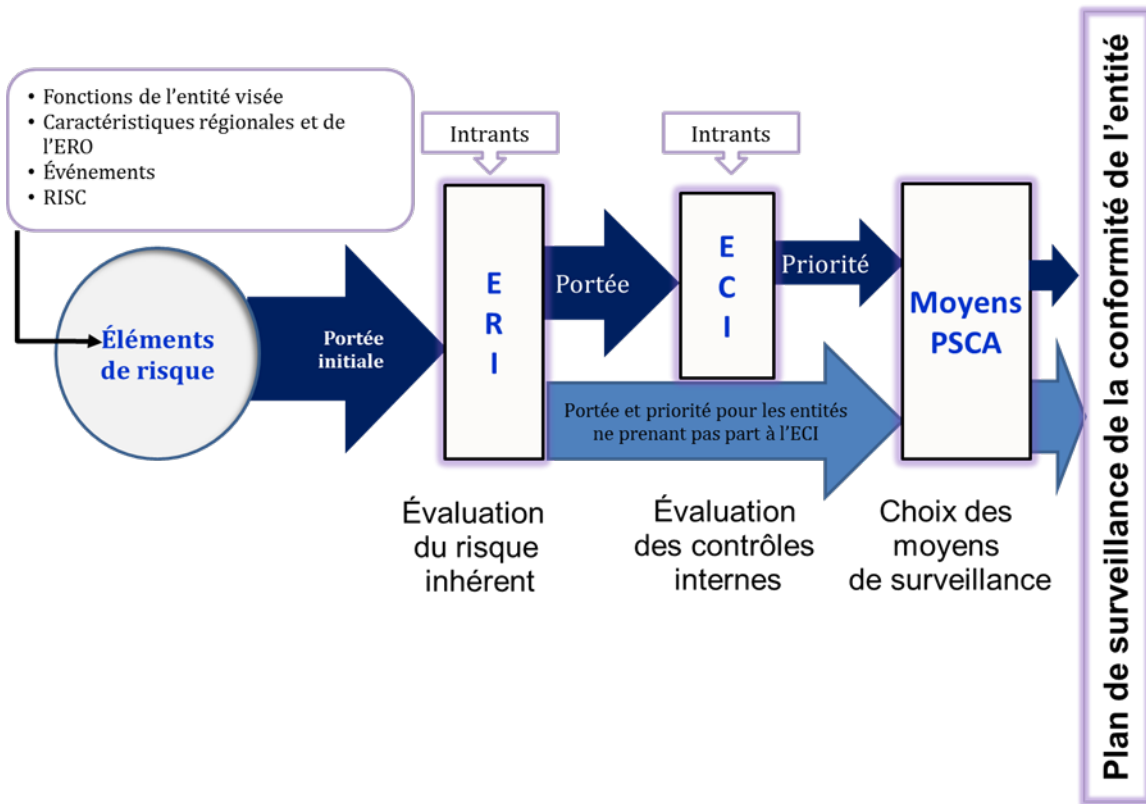 • Fonctions de l'entité visée
• Caractéristiques régionales et de
l'ERO
• Événements
• RISC
Intrants
Intrants
Éléments
de risque
Portée
initiale
E
R
I
Portée
E
C
I
Priorité
Moyens
PSCA
Portée et priorité pour les entités
ne prenant pas part à l'ECI
Évaluation
du risque
inhérent
Évaluation
des contrôles
internes
Choix des
moyens
de surveillance
Plan de surveillance de la conformité de l'entité